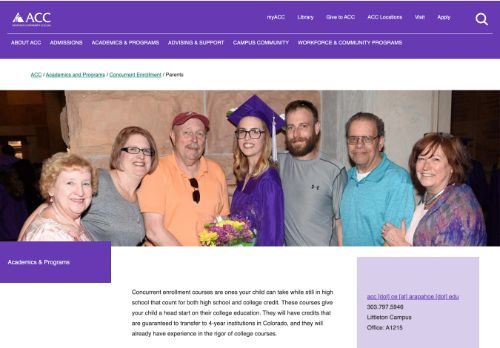 ACC
myACC Library Give to ACC ACC Locations Visit Apply
ABOUT ACC ADMISSIONS ACADEMICS & PROGRAMS ADVISING & SUPPORT CAMPUS COMMUNITY WORKFORCE & COMMUNITY PROGRAMS
ACC / Academics and Programs / Concurrent Enrollment / Parents
Academics & Programs
Concurrent enrollment courses are ones your child can take while still in high
school that count for both high school and college credit. These courses give
your child a head start on their college education. They will have credits that
are guaranteed to transfer to 4-year institutions in Colorado, and they will
already have experience in the rigor of college courses.
acc [dot] ce [at] arapahoe [dot] edu
303.797.5946
Littleton Campus
Office: A1215